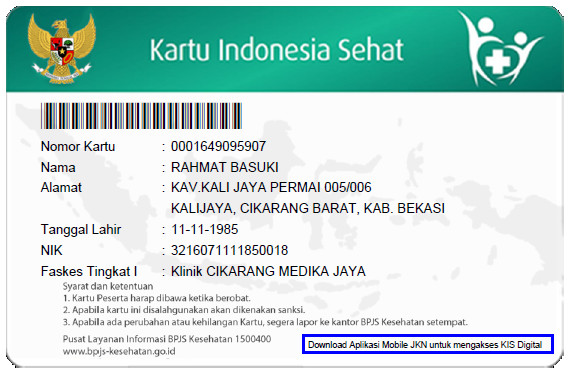 Kartu Indonesia Sehat
Nomor Kartu : 0001649095907
Nama : RAHMAT BASUKI
Alamat : KAV.KALI JAYA PERMAI 005/006
KALIJAYA, CIKARANG BARAT, KAB. BEKASI
Tanggal Lahir : 11-11-1985
NIK : 3216071111850018
Faskes Tingkat I : Klinik CIKARANG MEDIKA JAYA
Syarat dan ketentuan
1. Kartu Peserta harap dibawa ketika berobat.
2. Apabila kartu ini disalahgunakan akan dikenakan sanksi.
3. Apabila ada perubahan atau kehilangan Kartu, segera lapor ke kantor BPJS Kesehatan setempat.
Pusat Layanan Informasi BPJS Kesehatan 1500400
www.bpjs-kesehatan.go.id
Download Aplikasi Mobile JKN untuk mengakses KIS Digital